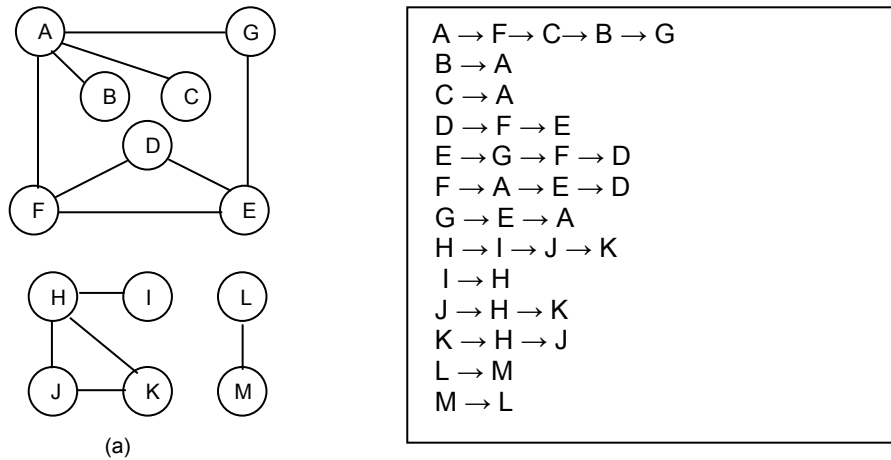 A G
B C
D
F E
H I L
J K M
(a)
A → F→ C→ B → G
B → A
C → A
D → F → E
E → G → F → D
F → A → E → D
G → E → A
H → I → J → K
I → H
J → H → K
K → H → J
L → M
M → L